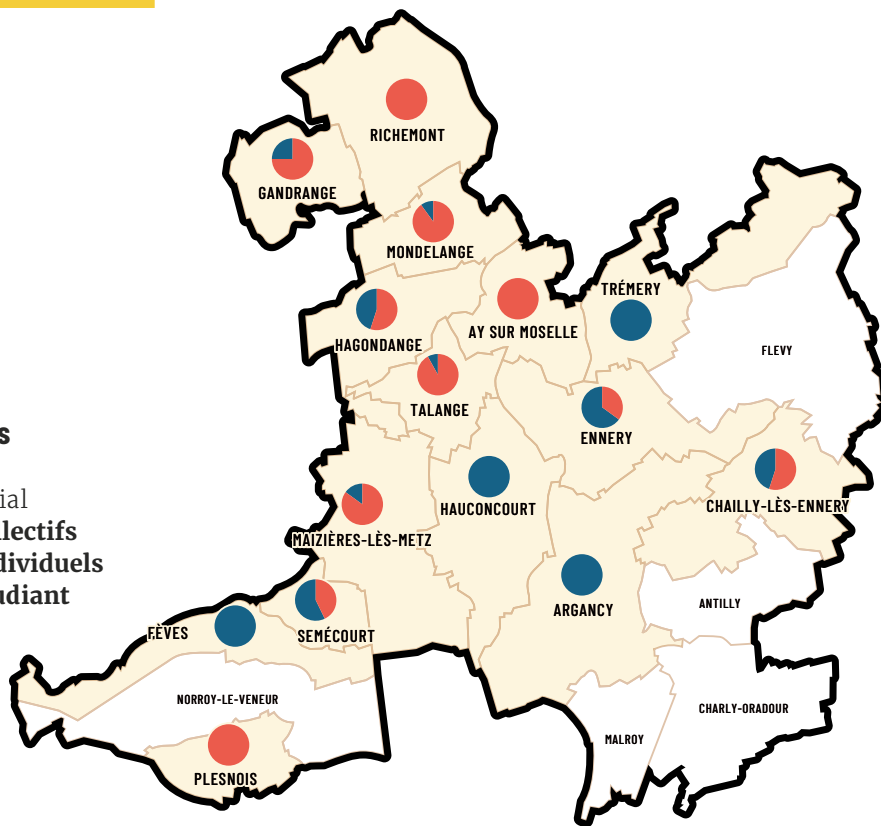 RICHEMONT
GANDRANGE
MONDELANGE
TRÉMERY
HAGONDANGE
AY SUR MOSELLE
FLEVY
TALANGE
ENNERY
s
ial
llectifs
dividuels
udiant
HAUCONCOURT
CHAILLY-LÈS-ENNERY
MAIZIÈRES-LÈS-METZ
ARGANCY
ANTILLY
FÈVES
SEMÉCOURT
NORROY-LE-VENEUR
CHARLY-ORADOUR
MALROY
PLESNOIS